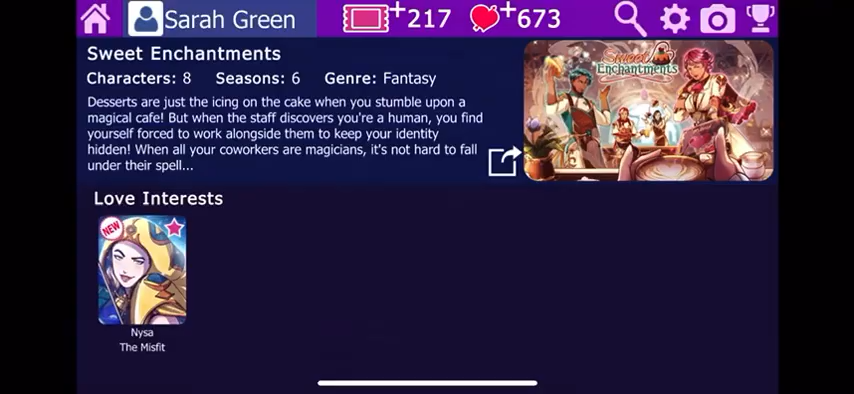 Sarah Green
+217
+673
Sweet Enchantments
Characters: 8 Seasons: 6 Genre: Fantasy
Desserts are just the icing on the cake when you stumble upon a
magical cafe! But when the staff discovers you're a human, you find
yourself forced to work alongside them to keep your identity
hidden! When all your coworkers are magicians, it's not hard to fall
under their spell...
Sweet
Enchantments
Love Interests
NEW
Nysa
The Misfit